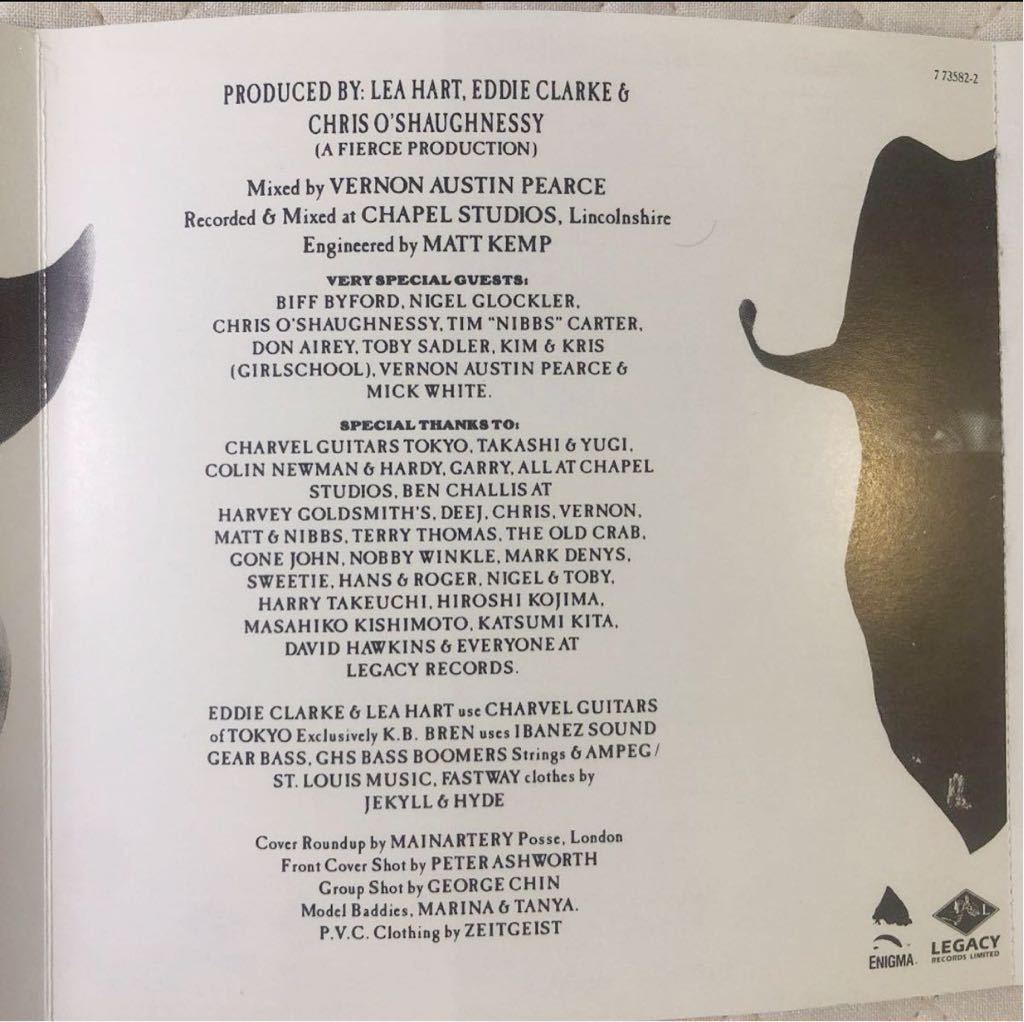 7 73582-2
PRODUCED BY: LEA HART, EDDIE CLARKE &
CHRIS O'SHAUGHNESSY
(A FIERCE PRODUCTION)
Mixed by VERNON AUSTIN PEARCE
Recorded & Mixed at CHAPEL STUDIOS, Lincolnshire
Engineered by MATT KEMP
VERY SPECIAL GUESTS:
BIFF BYFORD, NIGEL GLOCKLER,
CHRIS O'SHAUGHNESSY, TIM "NIBBS" CARTER,
DON AIREY, TOBY SADLER, KIM & KRIS
(GIRLSCHOOL), VERNON AUSTIN PEARCE &
MICK WHITE.
SPECIAL THANKS TO:
CHARVEL GUITARS TOKYO, TAKASHI & YUGI,
COLIN NEWMAN & HARDY, GARRY, ALL AT CHAPEL
STUDIOS, BEN CHALLIS AT
HARVEY GOLDSMITH'S, DEEJ, CHRIS, VERNON,
MATT & NIBBS, TERRY THOMAS, THE OLD CRAB,
GONE JOHN, NOBBY WINKLE, MARK DENYS,
SWEETIE, HANS & ROGER, NIGEL & TOBY,
HARRY TAKEUCHI, HIROSHI KOJIMA,
MASAHIKO KISHIMOTO, KATSUMI KITA,
DAVID HAWKINS & EVERYONE AT
LEGACY RECORDS.
EDDIE CLARKE & LEA HART use CHARVEL GUITARS
of TOKYO Exclusively K.B. BREN uses IBANEZ SOUND
GEAR BASS, GHS BASS BOOMERS Strings & AMPEG/
ST. LOUIS MUSIC, FASTWAY clothes by
JEKYLL & HYDE
Cover Roundup by MAINARTERY Posse, London
Front Cover Shot by PETER ASHWORTH
Group Shot by GEORGE CHIN
Model Baddies, MARINA & TANYA.
P.V.C. Clothing by ZEITGEIST
ENIGMA
LEGACY
RECORDS LIMITED